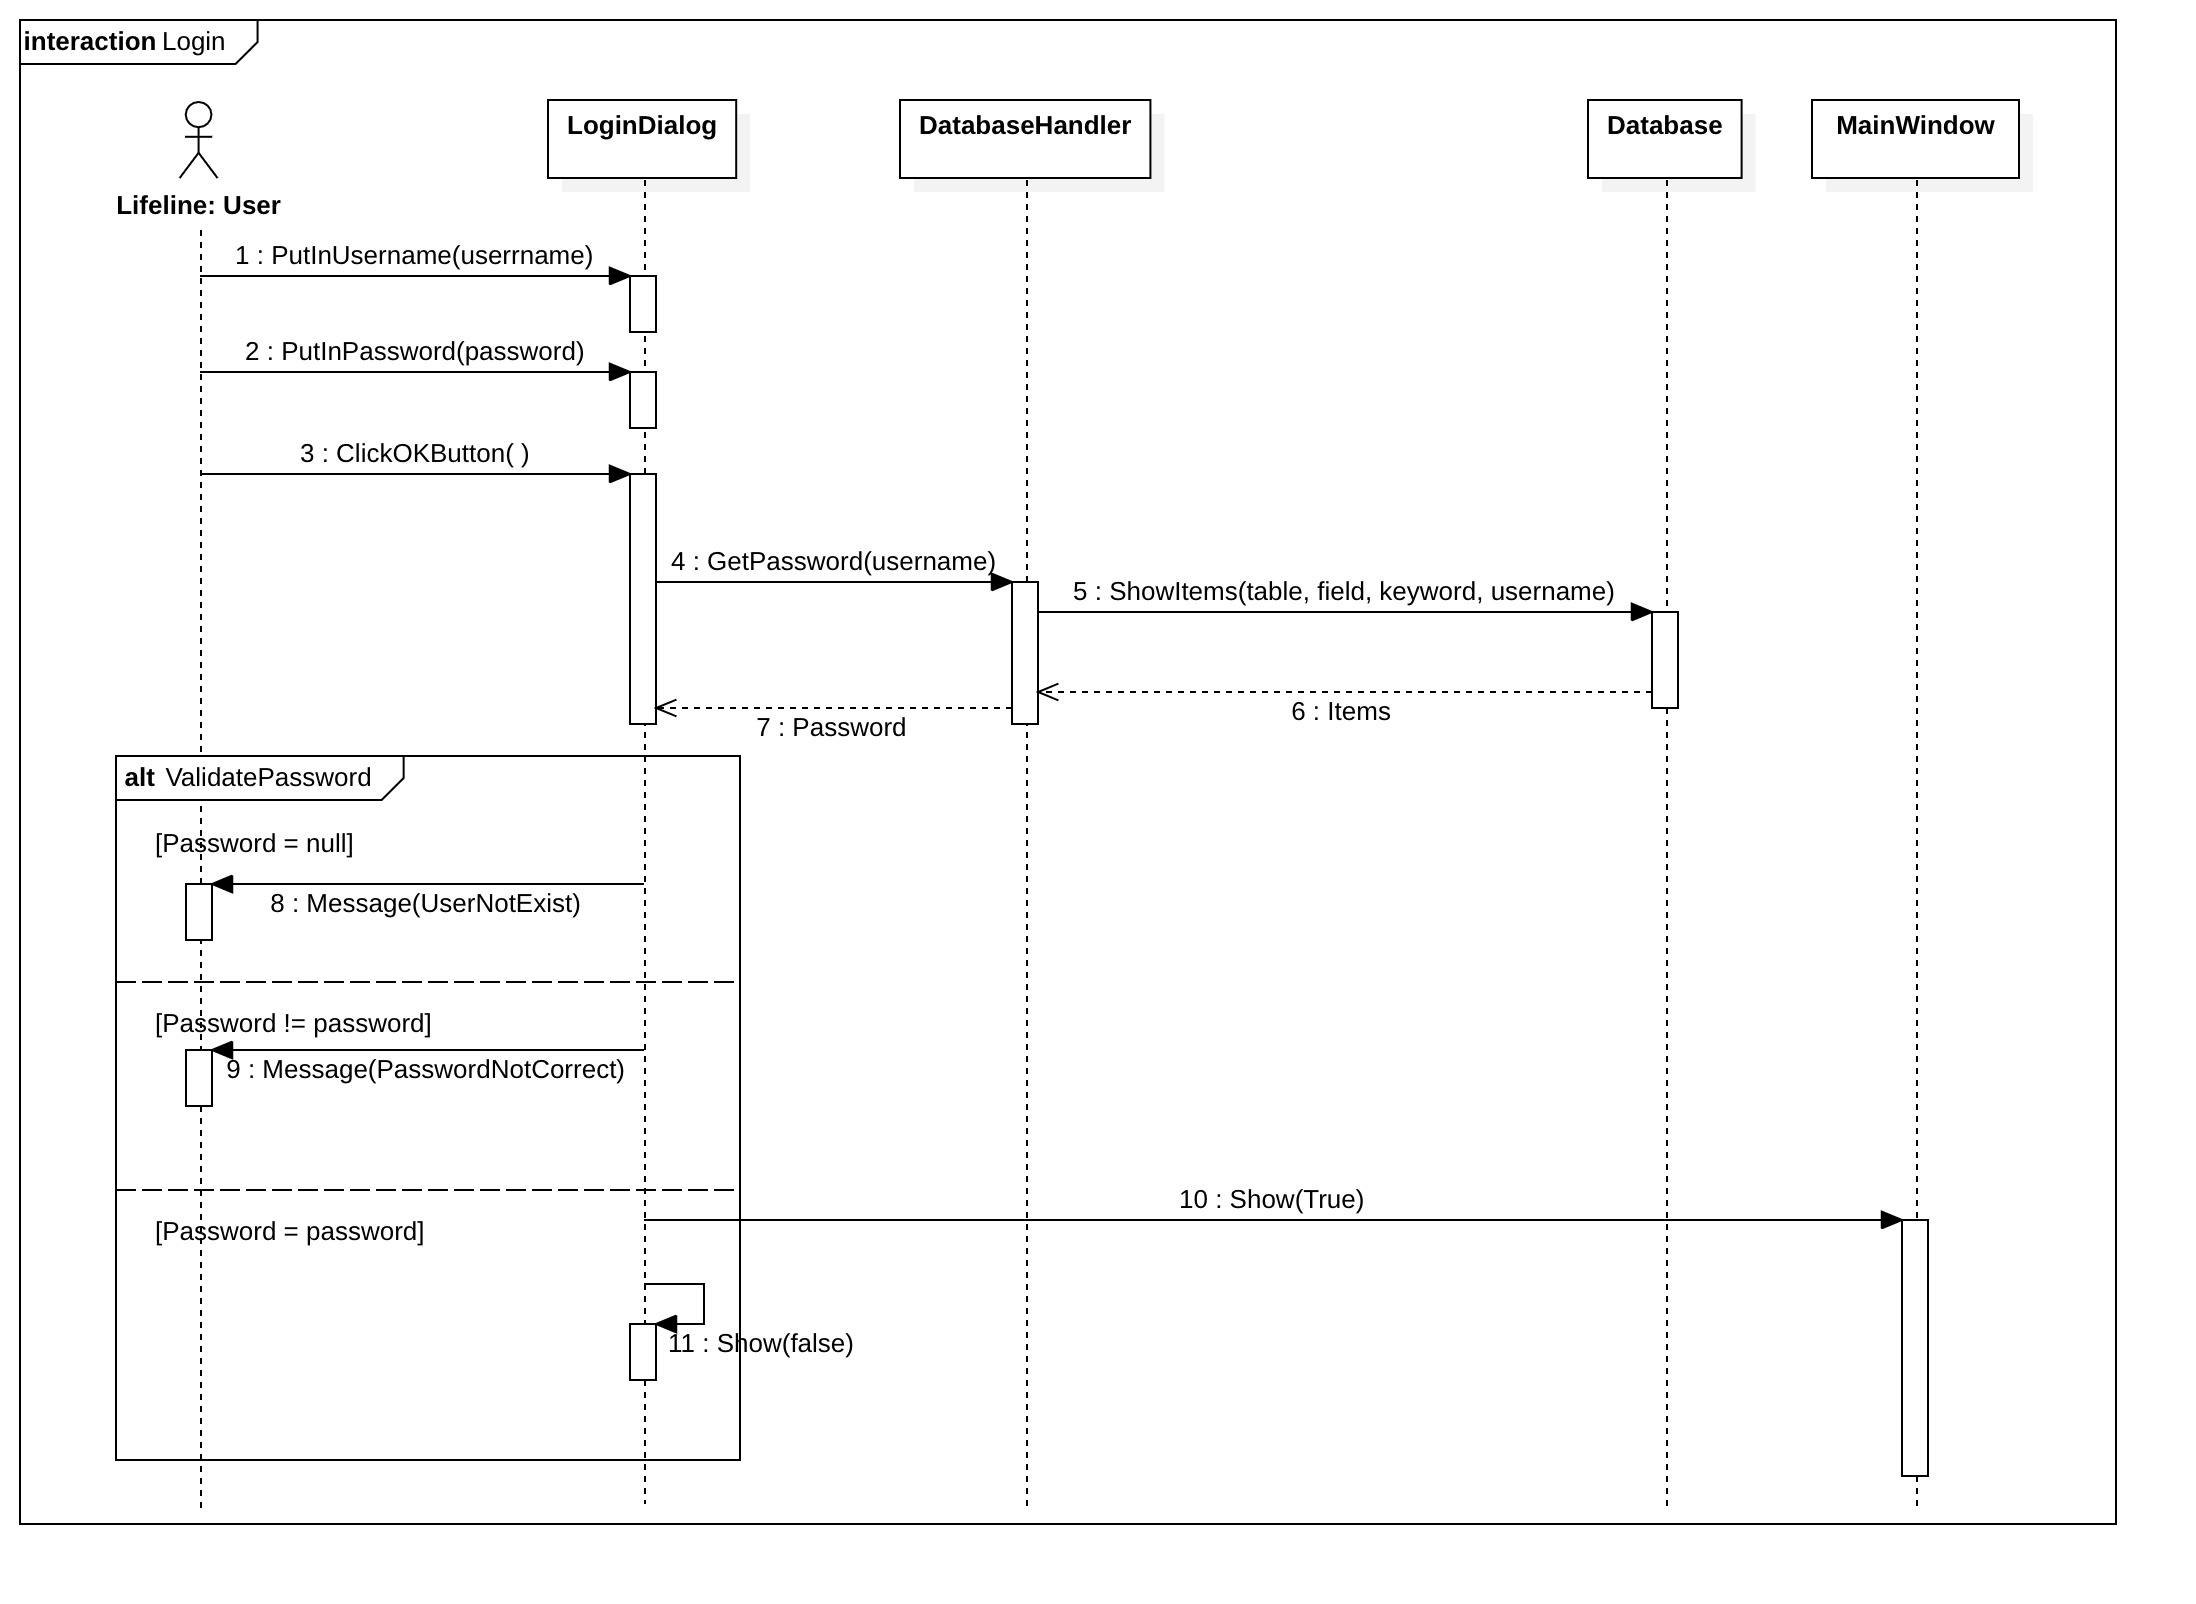 interaction Login
LoginDialog
DatabaseHandler
Database
MainWindow
Lifeline: User
1 : PutInUsername(userrname)
2 : PutInPassword(password)
3 : ClickOKButton( )
4 : GetPassword(username)
5 : ShowItems(table, field, keyword, username)
6 : Items
7 : Password
alt ValidatePassword
[Password = null]
8 : Message(UserNotExist)
[Password != password]
9 : Message(PasswordNotCorrect)
10 : Show(True)
[Password = password]
11 : Show(false)